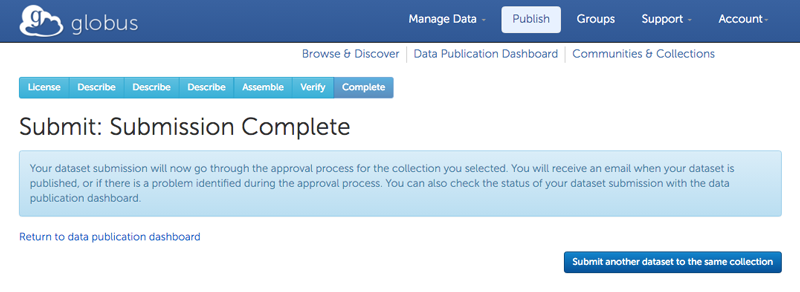 g globus Manage Data Publish Groups Support Account
Browse & Discover Data Publication Dashboard Communities & Collections
License Describe Describe Describe Assemble Verify Complete
Submit: Submission Complete
Your dataset submission will now go through the approval process for the collection you selected. You will receive an email when your dataset is
published, or if there is a problem identified during the approval process. You can also check the status of your dataset submission with the data
publication dashboard.
Return to data publication dashboard
Submit another dataset to the same collection